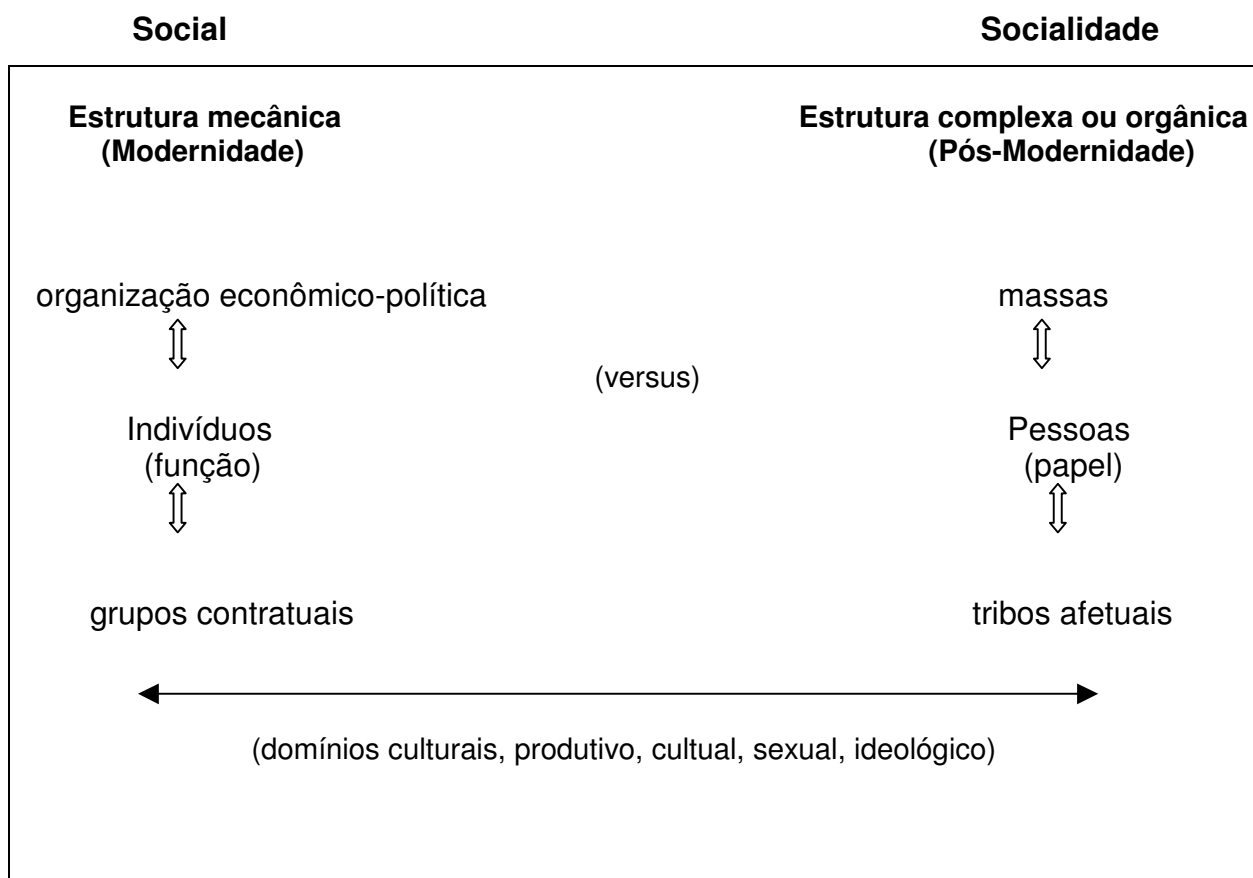 Social
Socialidade
Estrutura mecânica
(Modernidade)
Estrutura complexa ou orgânica
(Pós-Modernidade)
organização econômico-política
massas
(versus)
Indivíduos
(função)
Pessoas
(papel)
grupos contratuais
tribos afetuais
(domínios culturais, produtivo, cultual, sexual, ideológico)